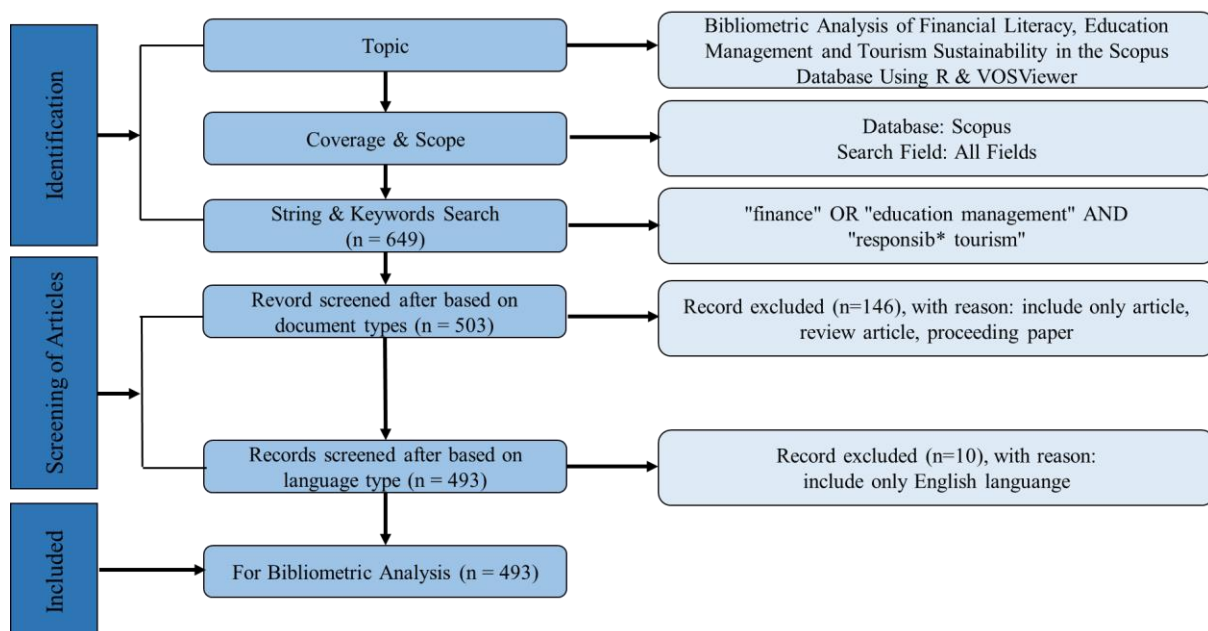 Identification
Topic
Bibliometric Analysis of Financial Literacy, Education
Management and Tourism Sustainability in the Scopus
Database Using R & VOSViewer
Coverage & Scope
Database: Scopus
Search Field: All Fields
String & Keywords Search
(n = 649)
"finance" OR "education management" AND
"responsib* tourism"
Screening of Articles
Revord screened after based on
document types (n = 503)
Record excluded (n=146), with reason: include only article,
review article, proceeding paper
Records screened after based on
language type (n = 493)
Record excluded (n=10), with reason:
include only English languange
Included
For Bibliometric Analysis (n = 493)